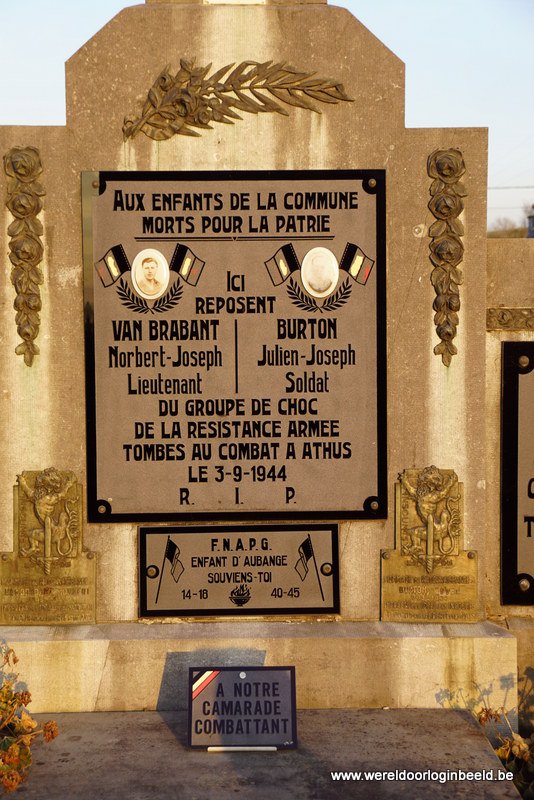 AUX ENFANTS DE LA COMMUNE
MORTS POUR LA PATRIE
ICI
REPOSENT
VAN BRABANT
Norbert-Joseph
Lieutenant
BURTON
Julien-Joseph
Soldat
DU GROUPE DE CHOC
DE LA RESISTANCE ARMEE
TOMBES AU COMBAT A ATHUS
LE 3-9-1944
R. I. P.
F.N.A.P.G.
ENFANT D'AUBANGE
SOUVIENS-TOI
14-18 40-45
A NOTRE
CAMARADE
COMBATTANT
www.wereldoorloginbeeld.be